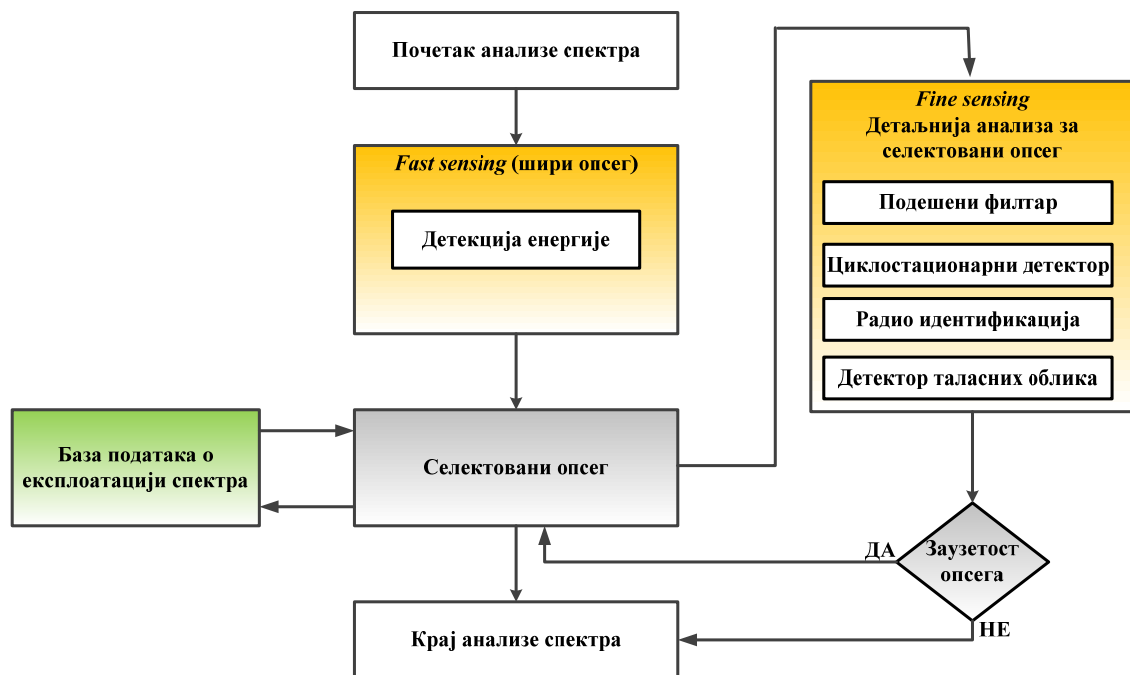 Почетак анализе спектра
Fast sensing (шири опсег)
Детекција енергије
База података о
експлоатацији спектра
Селектовани опсег
Fine sensing
Детаљнија анализа за
селектовани опсег
Подешени филтар
Циклостационарни детектор
Радио идентификација
Детектор таласних облика
Заузетост
опсега
ДА
НЕ
Крај анализе спектра